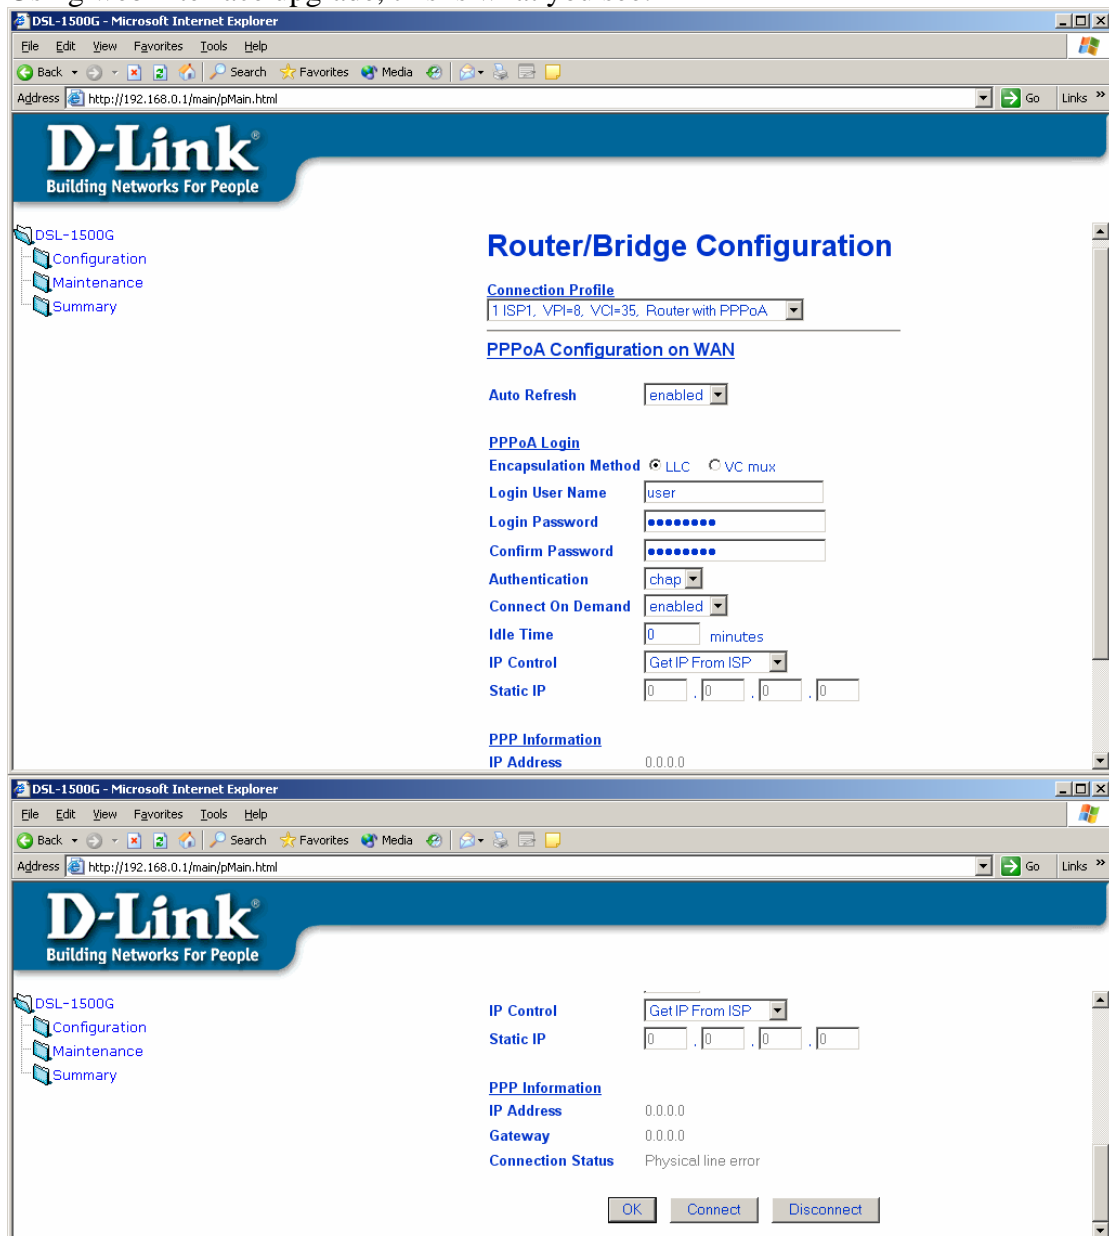 Using web interface upgrade, this is what you see:
DSL-1500G - Microsoft Internet Explorer
File Edit View Favorites Tools Help
Back Search Favorites Media
Address http://192.168.0.1/main/pMain.html Go Links »
D-Link®
Building Networks For People
DSL-1500G
Configuration
Maintenance
Summary
Router/Bridge Configuration
Connection Profile
1 ISP1, VPI=8, VCI=35, Router with PPPoA
PPPoA Configuration on WAN
Auto Refresh enabled
PPPoA Login
Encapsulation Method LLC VC mux
Login User Name user
Login Password ●●●●●●●●
Confirm Password ●●●●●●●●
Authentication chap
Connect On Demand enabled
Idle Time 0 minutes
IP Control Get IP From ISP
Static IP 0 . 0 . 0 . 0
PPP Information
IP Address 0.0.0.0
DSL-1500G - Microsoft Internet Explorer
File Edit View Favorites Tools Help
Back Search Favorites Media
Address http://192.168.0.1/main/pMain.html Go Links »
D-Link®
Building Networks For People
DSL-1500G
Configuration
Maintenance
Summary
IP Control Get IP From ISP
Static IP 0 . 0 . 0 . 0
PPP Information
IP Address 0.0.0.0
Gateway 0.0.0.0
Connection Status Physical line error
OK Connect Disconnect